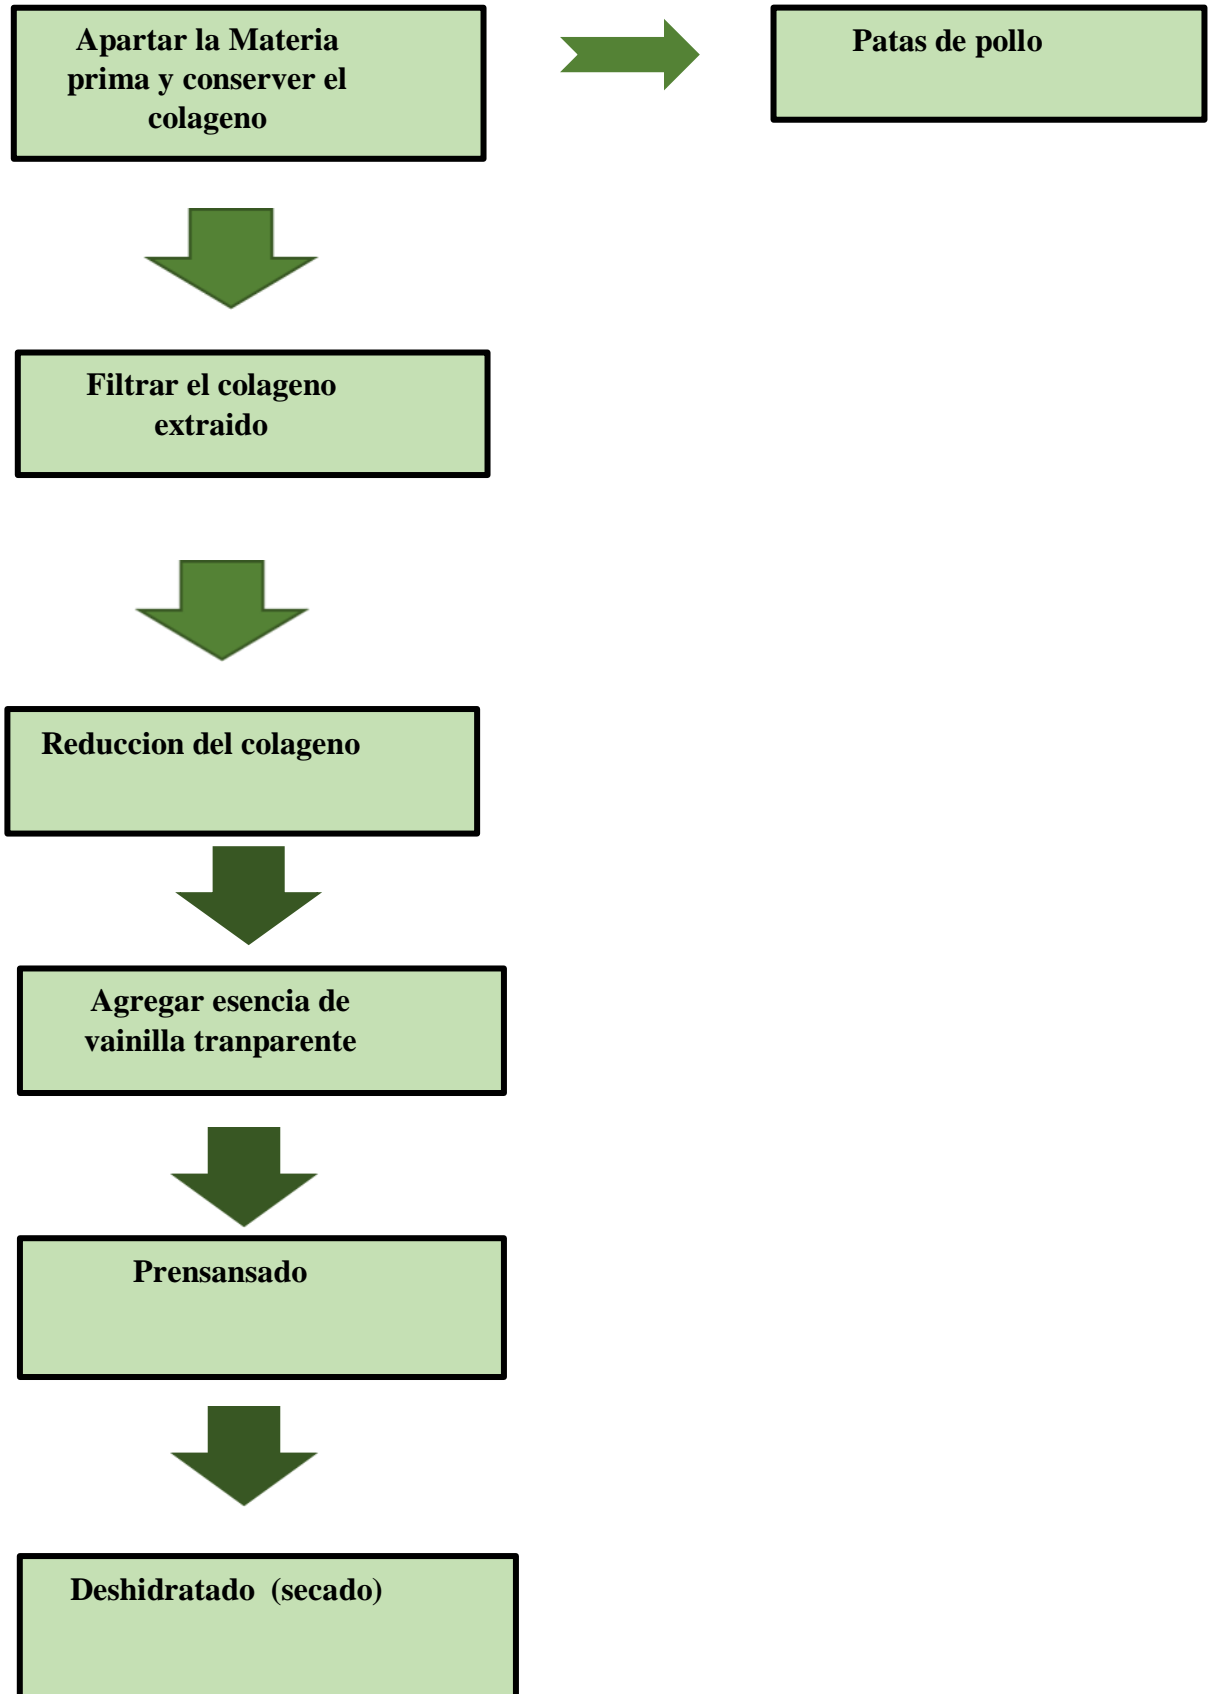 Apartar la Materia
prima y conserver el
colageno
Patas de pollo
Filtrar el colageno
extraido
Reduccion del colageno
Agregar esencia de
vainilla tranparente
Prensansado
Deshidratado (secado)